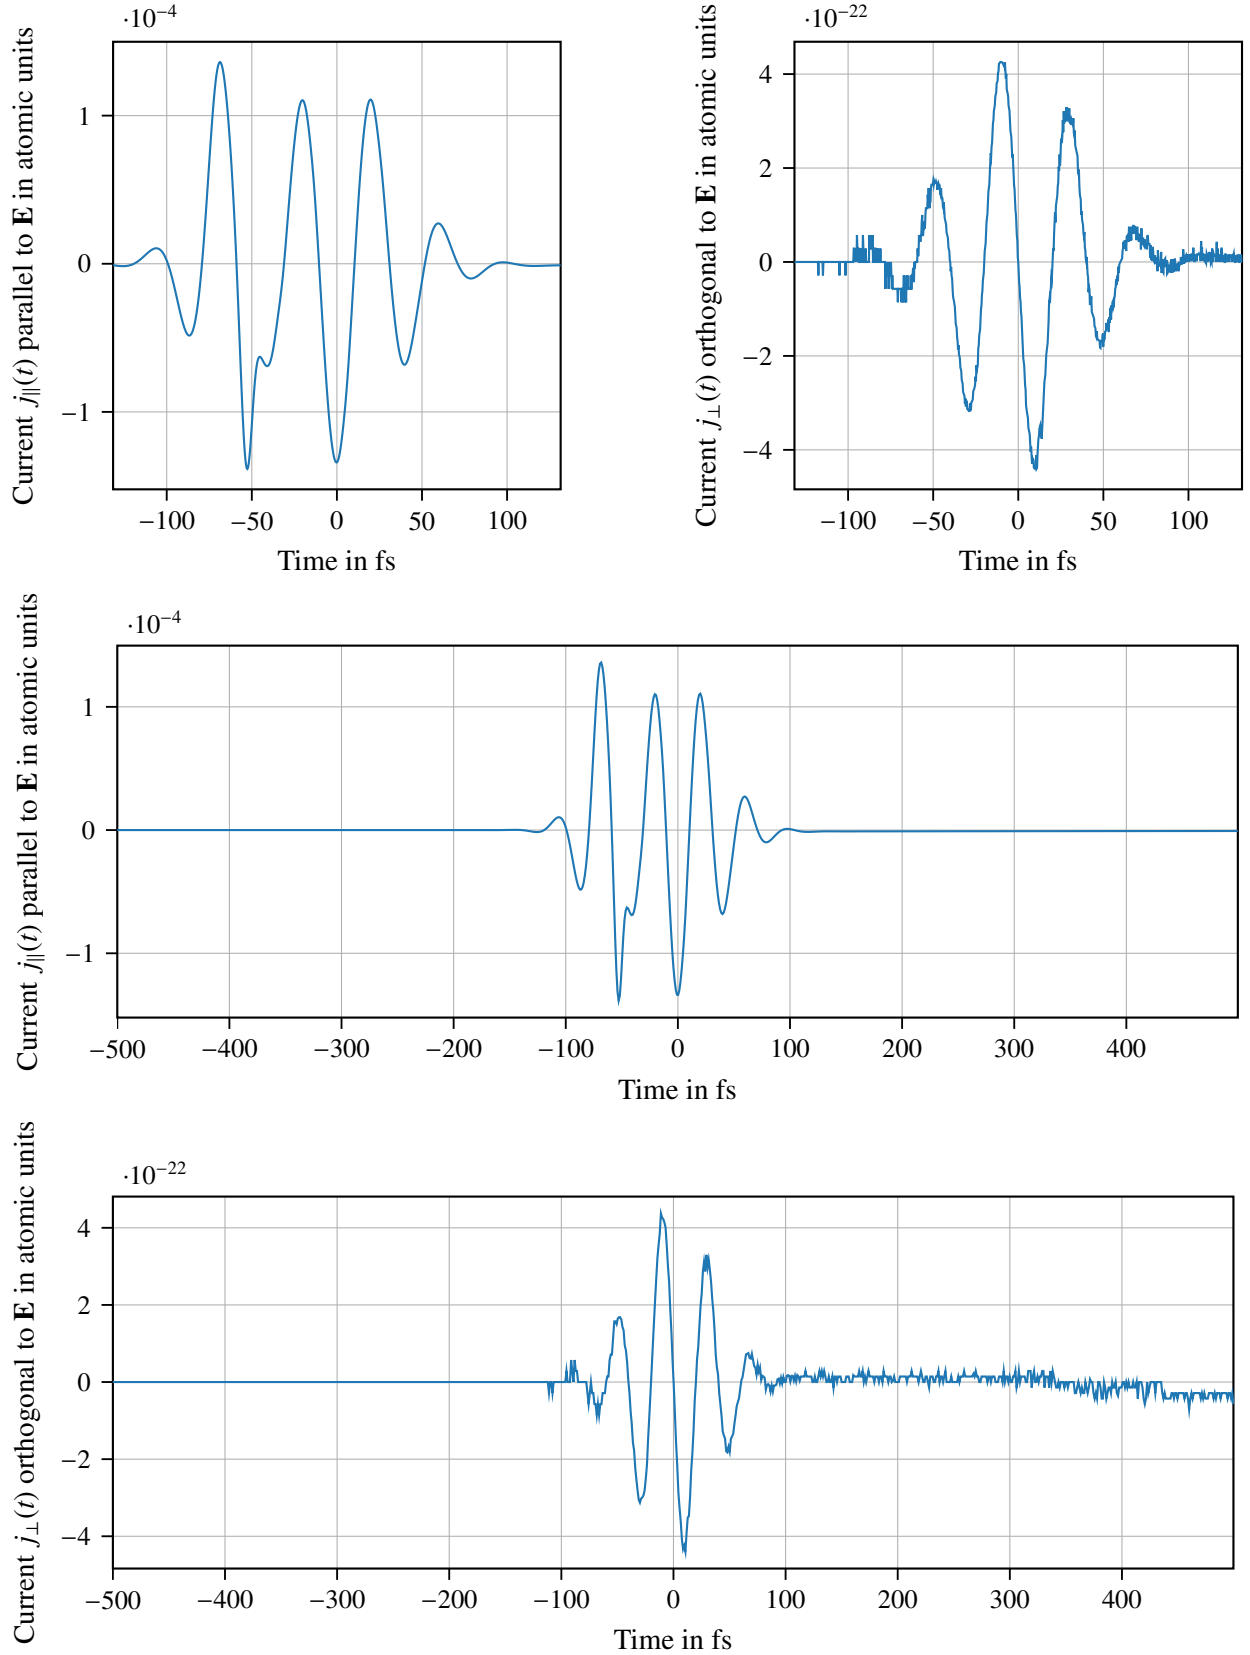 ·10⁻⁴
Current j∥(t) parallel to E in atomic units
1
0
−1
−100 −50 0 50 100
Time in fs
·10⁻²²
Current j⊥(t) orthogonal to E in atomic units
4
2
0
−2
−4
−100 −50 0 50 100
Time in fs
·10⁻⁴
Current j∥(t) parallel to E in atomic units
1
0
−1
−500 −400 −300 −200 −100 0 100 200 300 400
Time in fs
·10⁻²²
Current j⊥(t) orthogonal to E in atomic units
4
2
0
−2
−4
−500 −400 −300 −200 −100 0 100 200 300 400
Time in fs